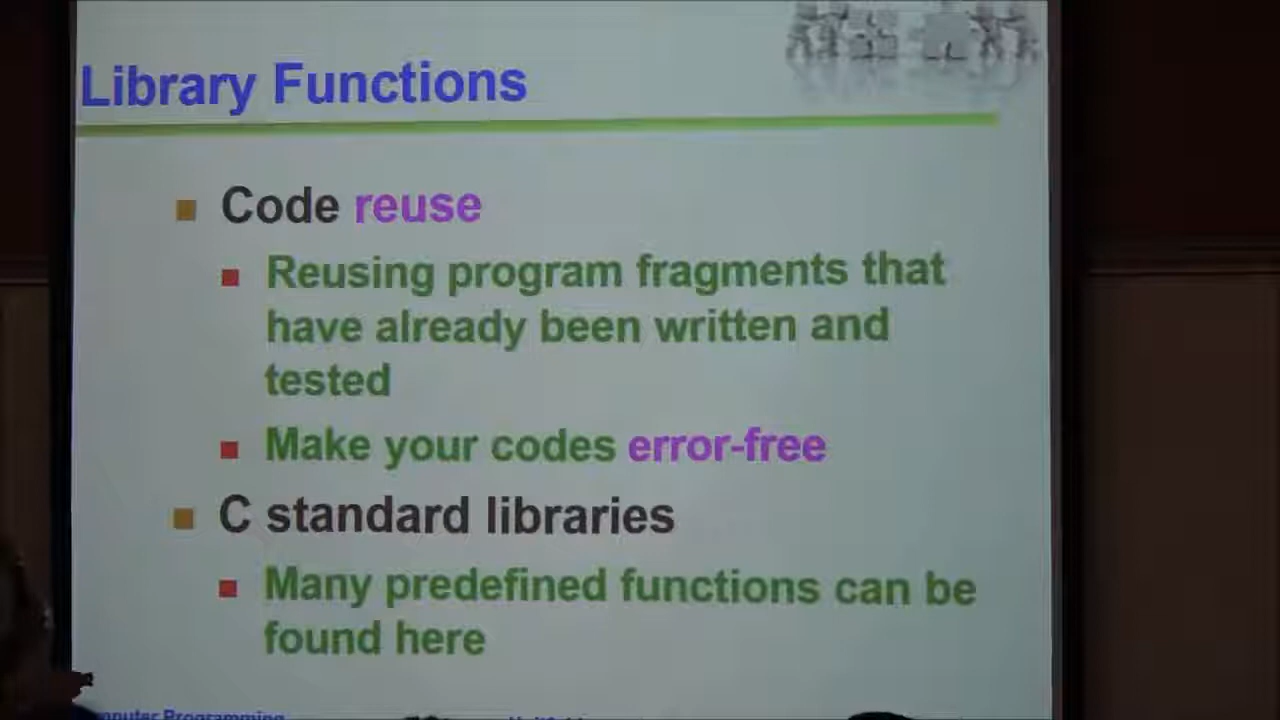 Library Functions
Code reuse
Reusing program fragments that
have already been written and
tested
Make your codes error-free
C standard libraries
Many predefined functions can be
found here
Programming